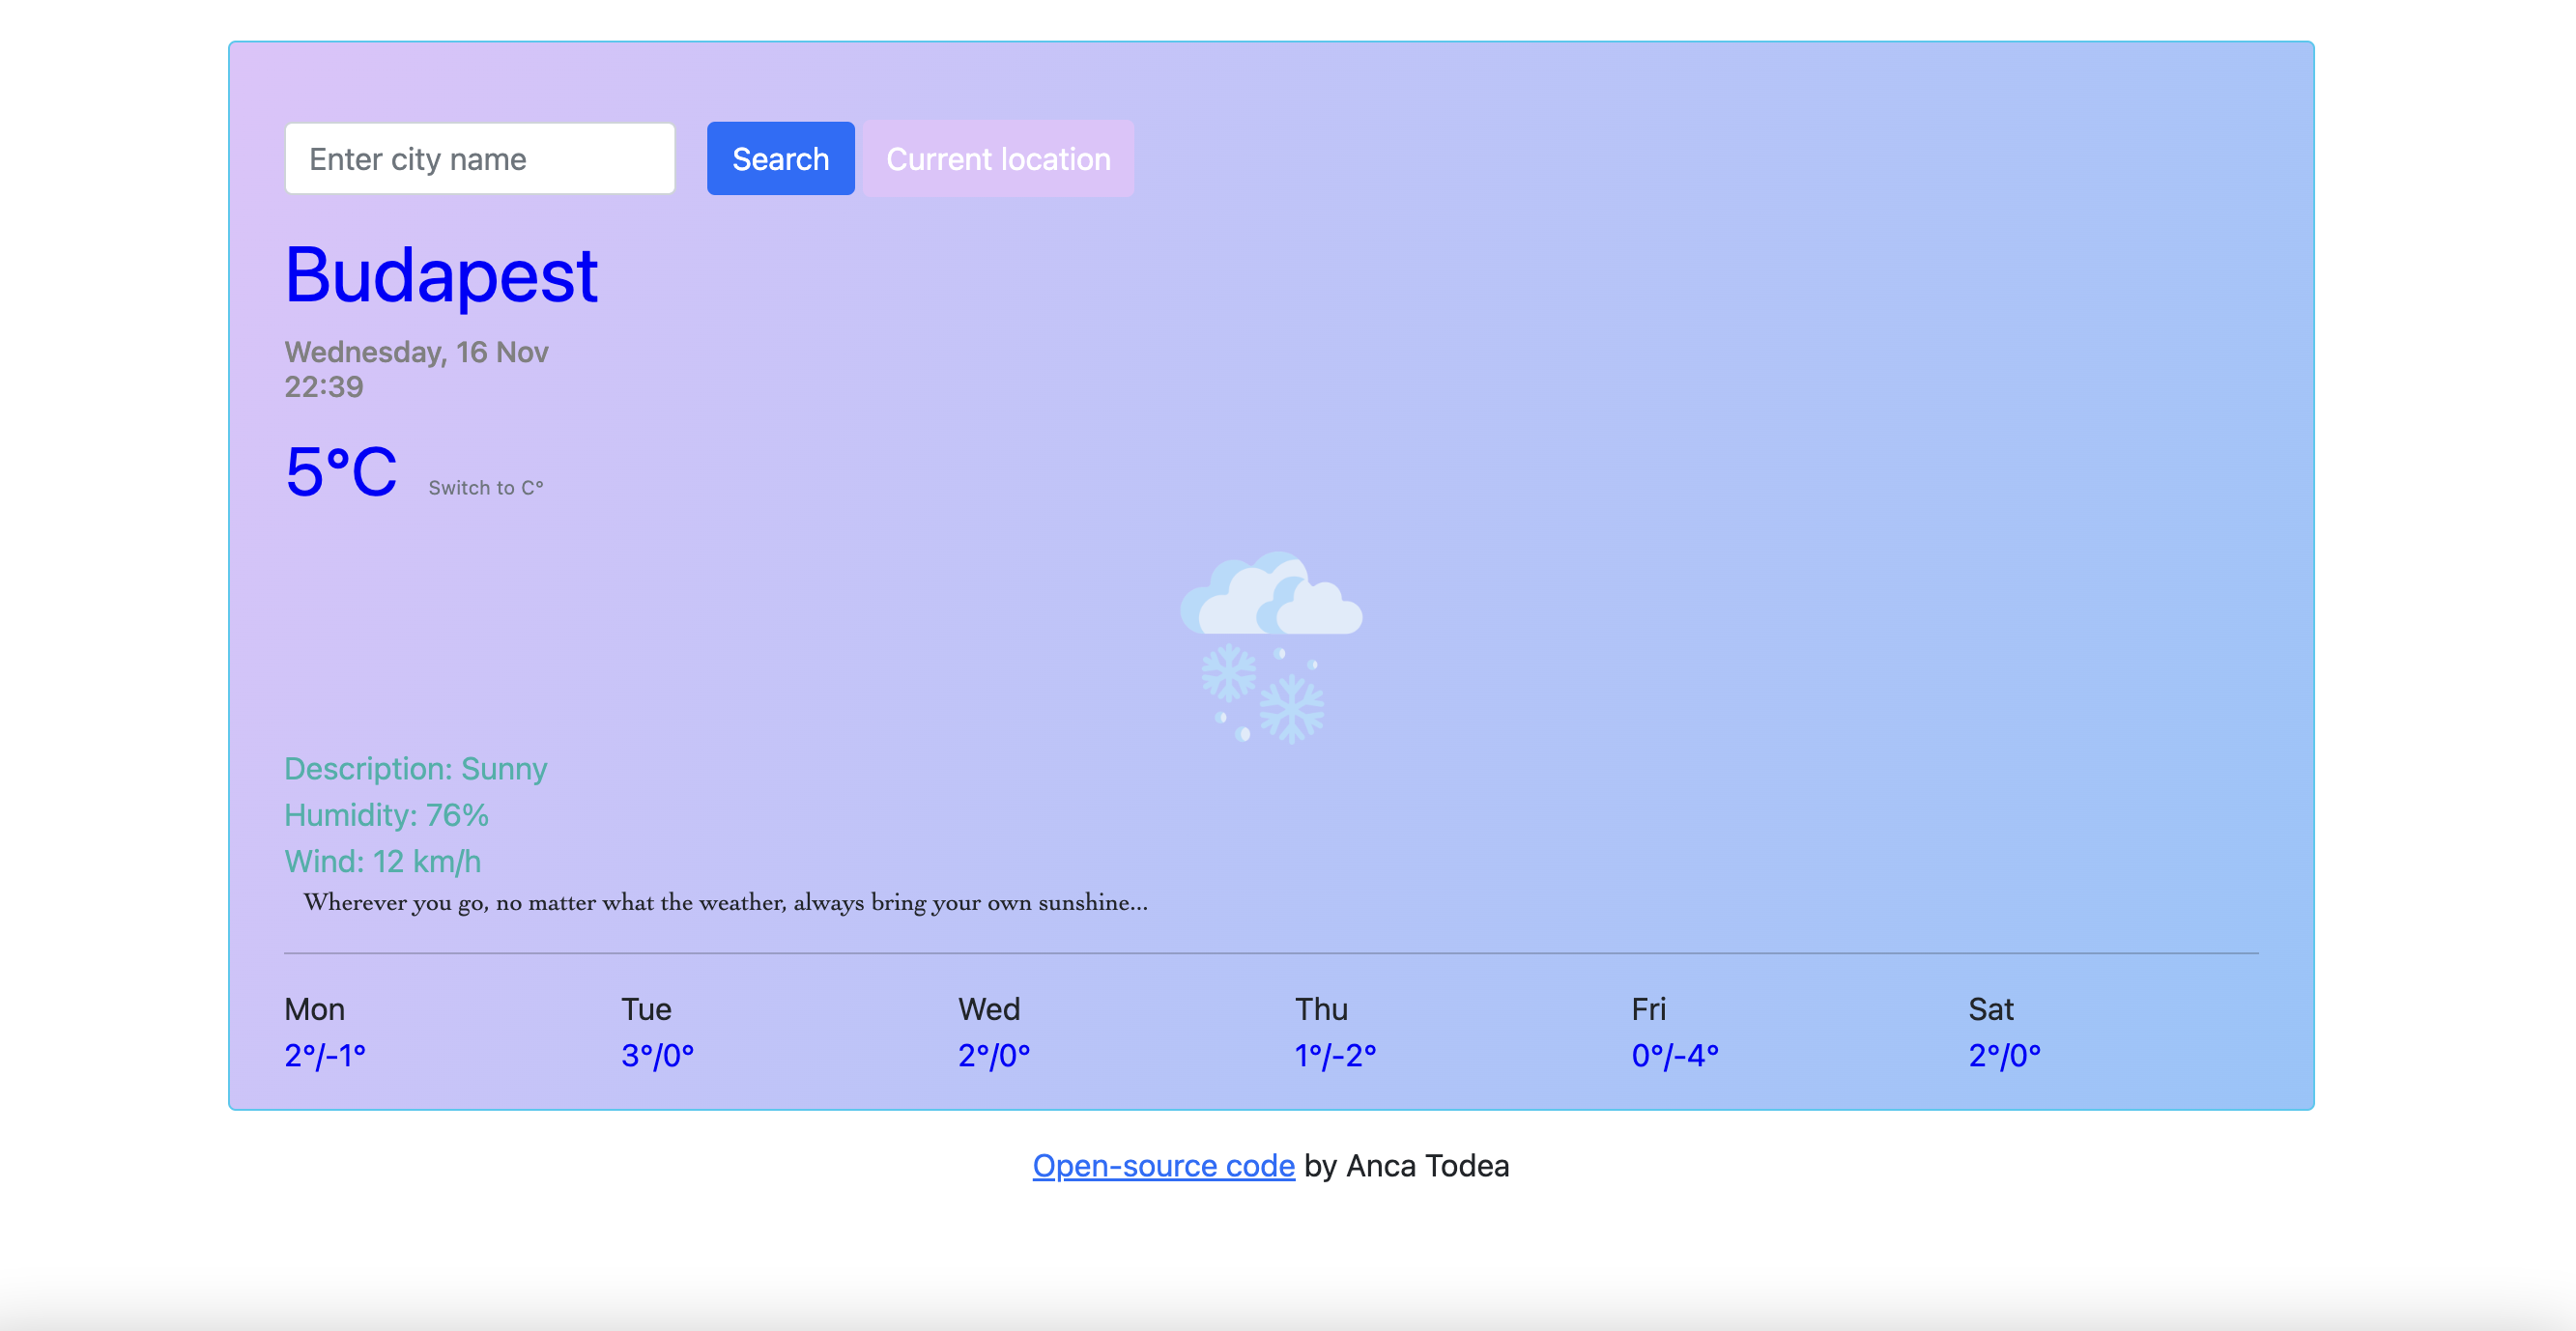 Enter city name Search Current location
Budapest
Wednesday, 16 Nov
22:39
5°C Switch to C°
Description: Sunny
Humidity: 76%
Wind: 12 km/h
Wherever you go, no matter what the weather, always bring your own sunshine...
Mon Tue Wed Thu Fri Sat
2°/-1° 3°/0° 2°/0° 1°/-2° 0°/-4° 2°/0°
Open-source code by Anca Todea